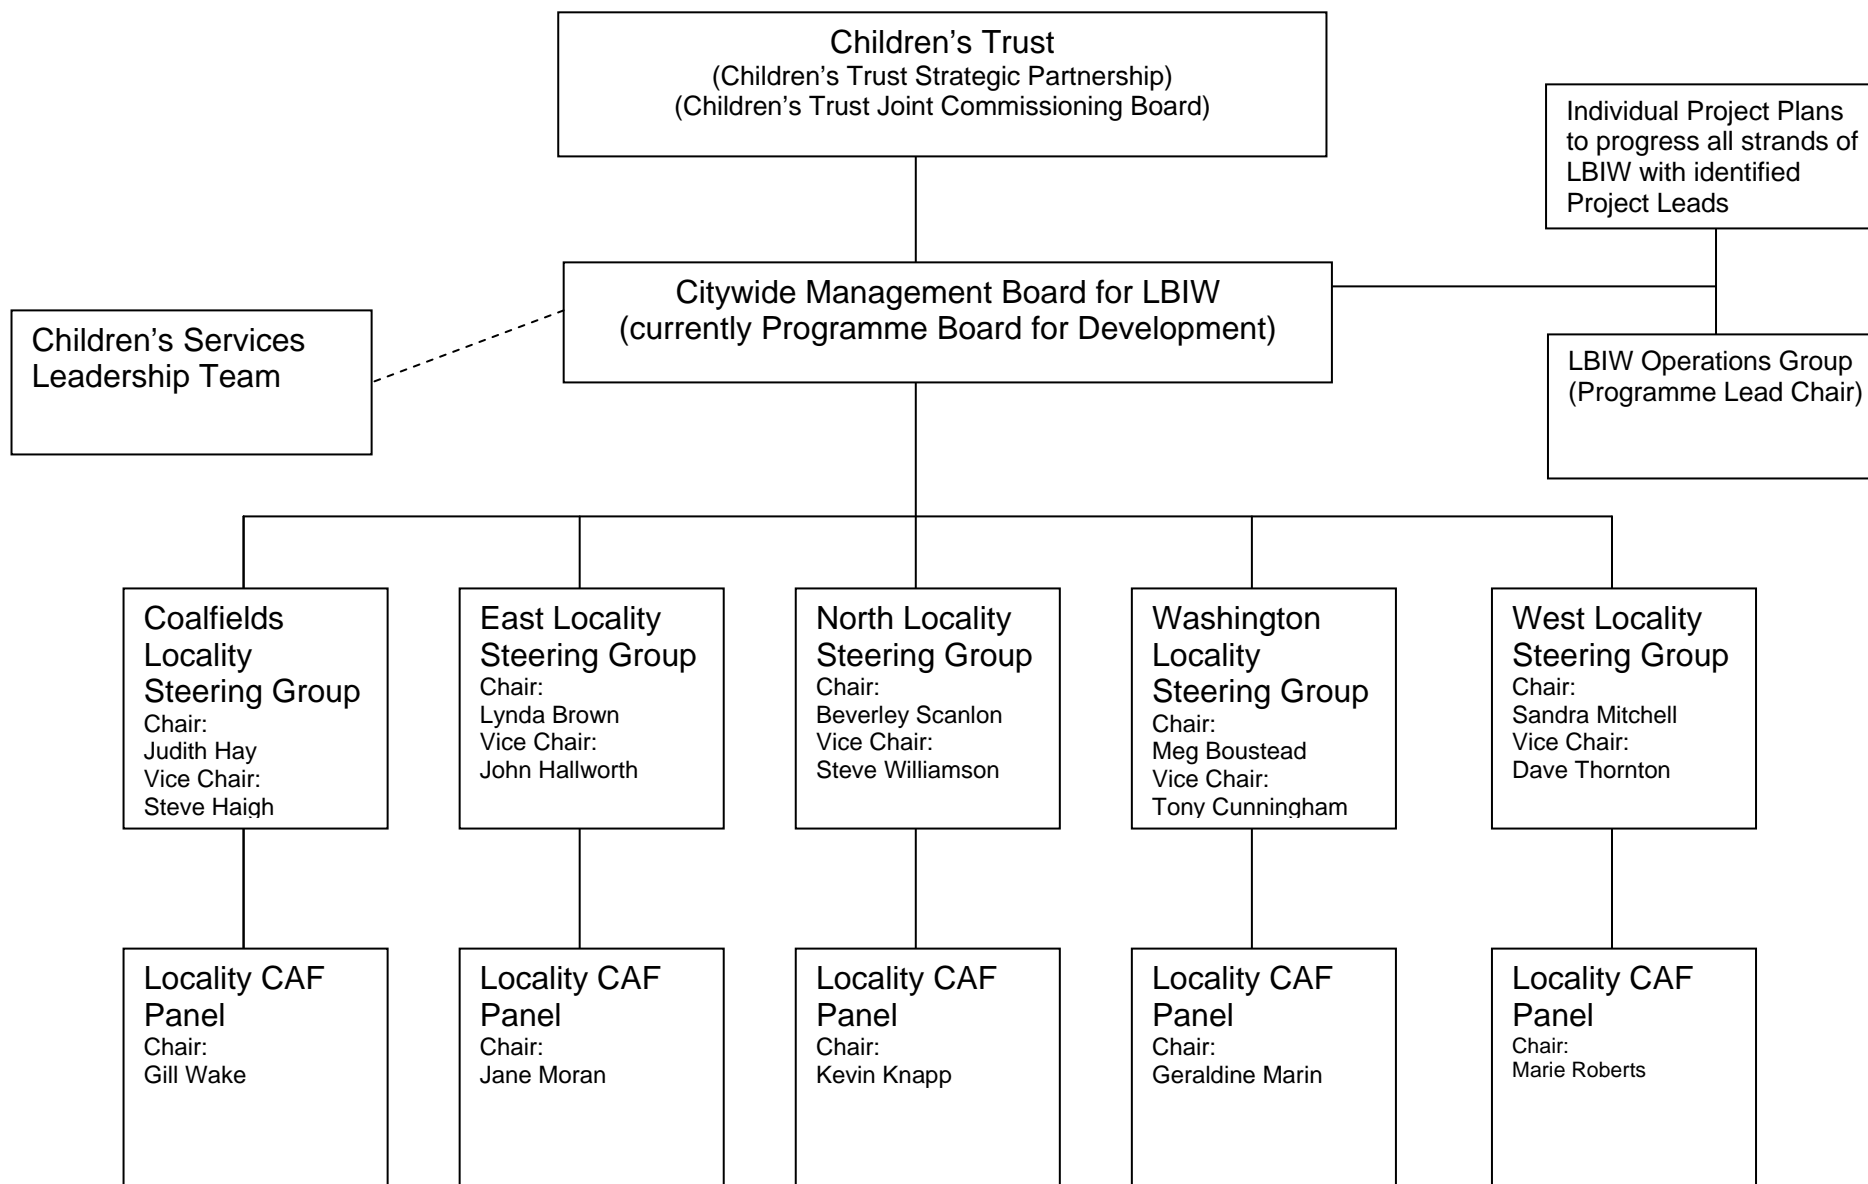 Children’s Trust
(Children’s Trust Strategic Partnership)
(Children’s Trust Joint Commissioning Board)
Individual Project Plans
to progress all strands of
LBIW with identified
Project Leads
Citywide Management Board for LBIW
(currently Programme Board for Development)
Children’s Services
Leadership Team
LBIW Operations Group
(Programme Lead Chair)
Coalfields
Locality
Steering Group
Chair:
Judith Hay
Vice Chair:
Steve Haigh
East Locality
Steering Group
Chair:
Lynda Brown
Vice Chair:
John Hallworth
North Locality
Steering Group
Chair:
Beverley Scanlon
Vice Chair:
Steve Williamson
Washington
Locality
Steering Group
Chair:
Meg Boustead
Vice Chair:
Tony Cunningham
West Locality
Steering Group
Chair:
Sandra Mitchell
Vice Chair:
Dave Thornton
Locality CAF
Panel
Chair:
Gill Wake
Locality CAF
Panel
Chair:
Jane Moran
Locality CAF
Panel
Chair:
Kevin Knapp
Locality CAF
Panel
Chair:
Geraldine Marin
Locality CAF
Panel
Chair:
Marie Roberts